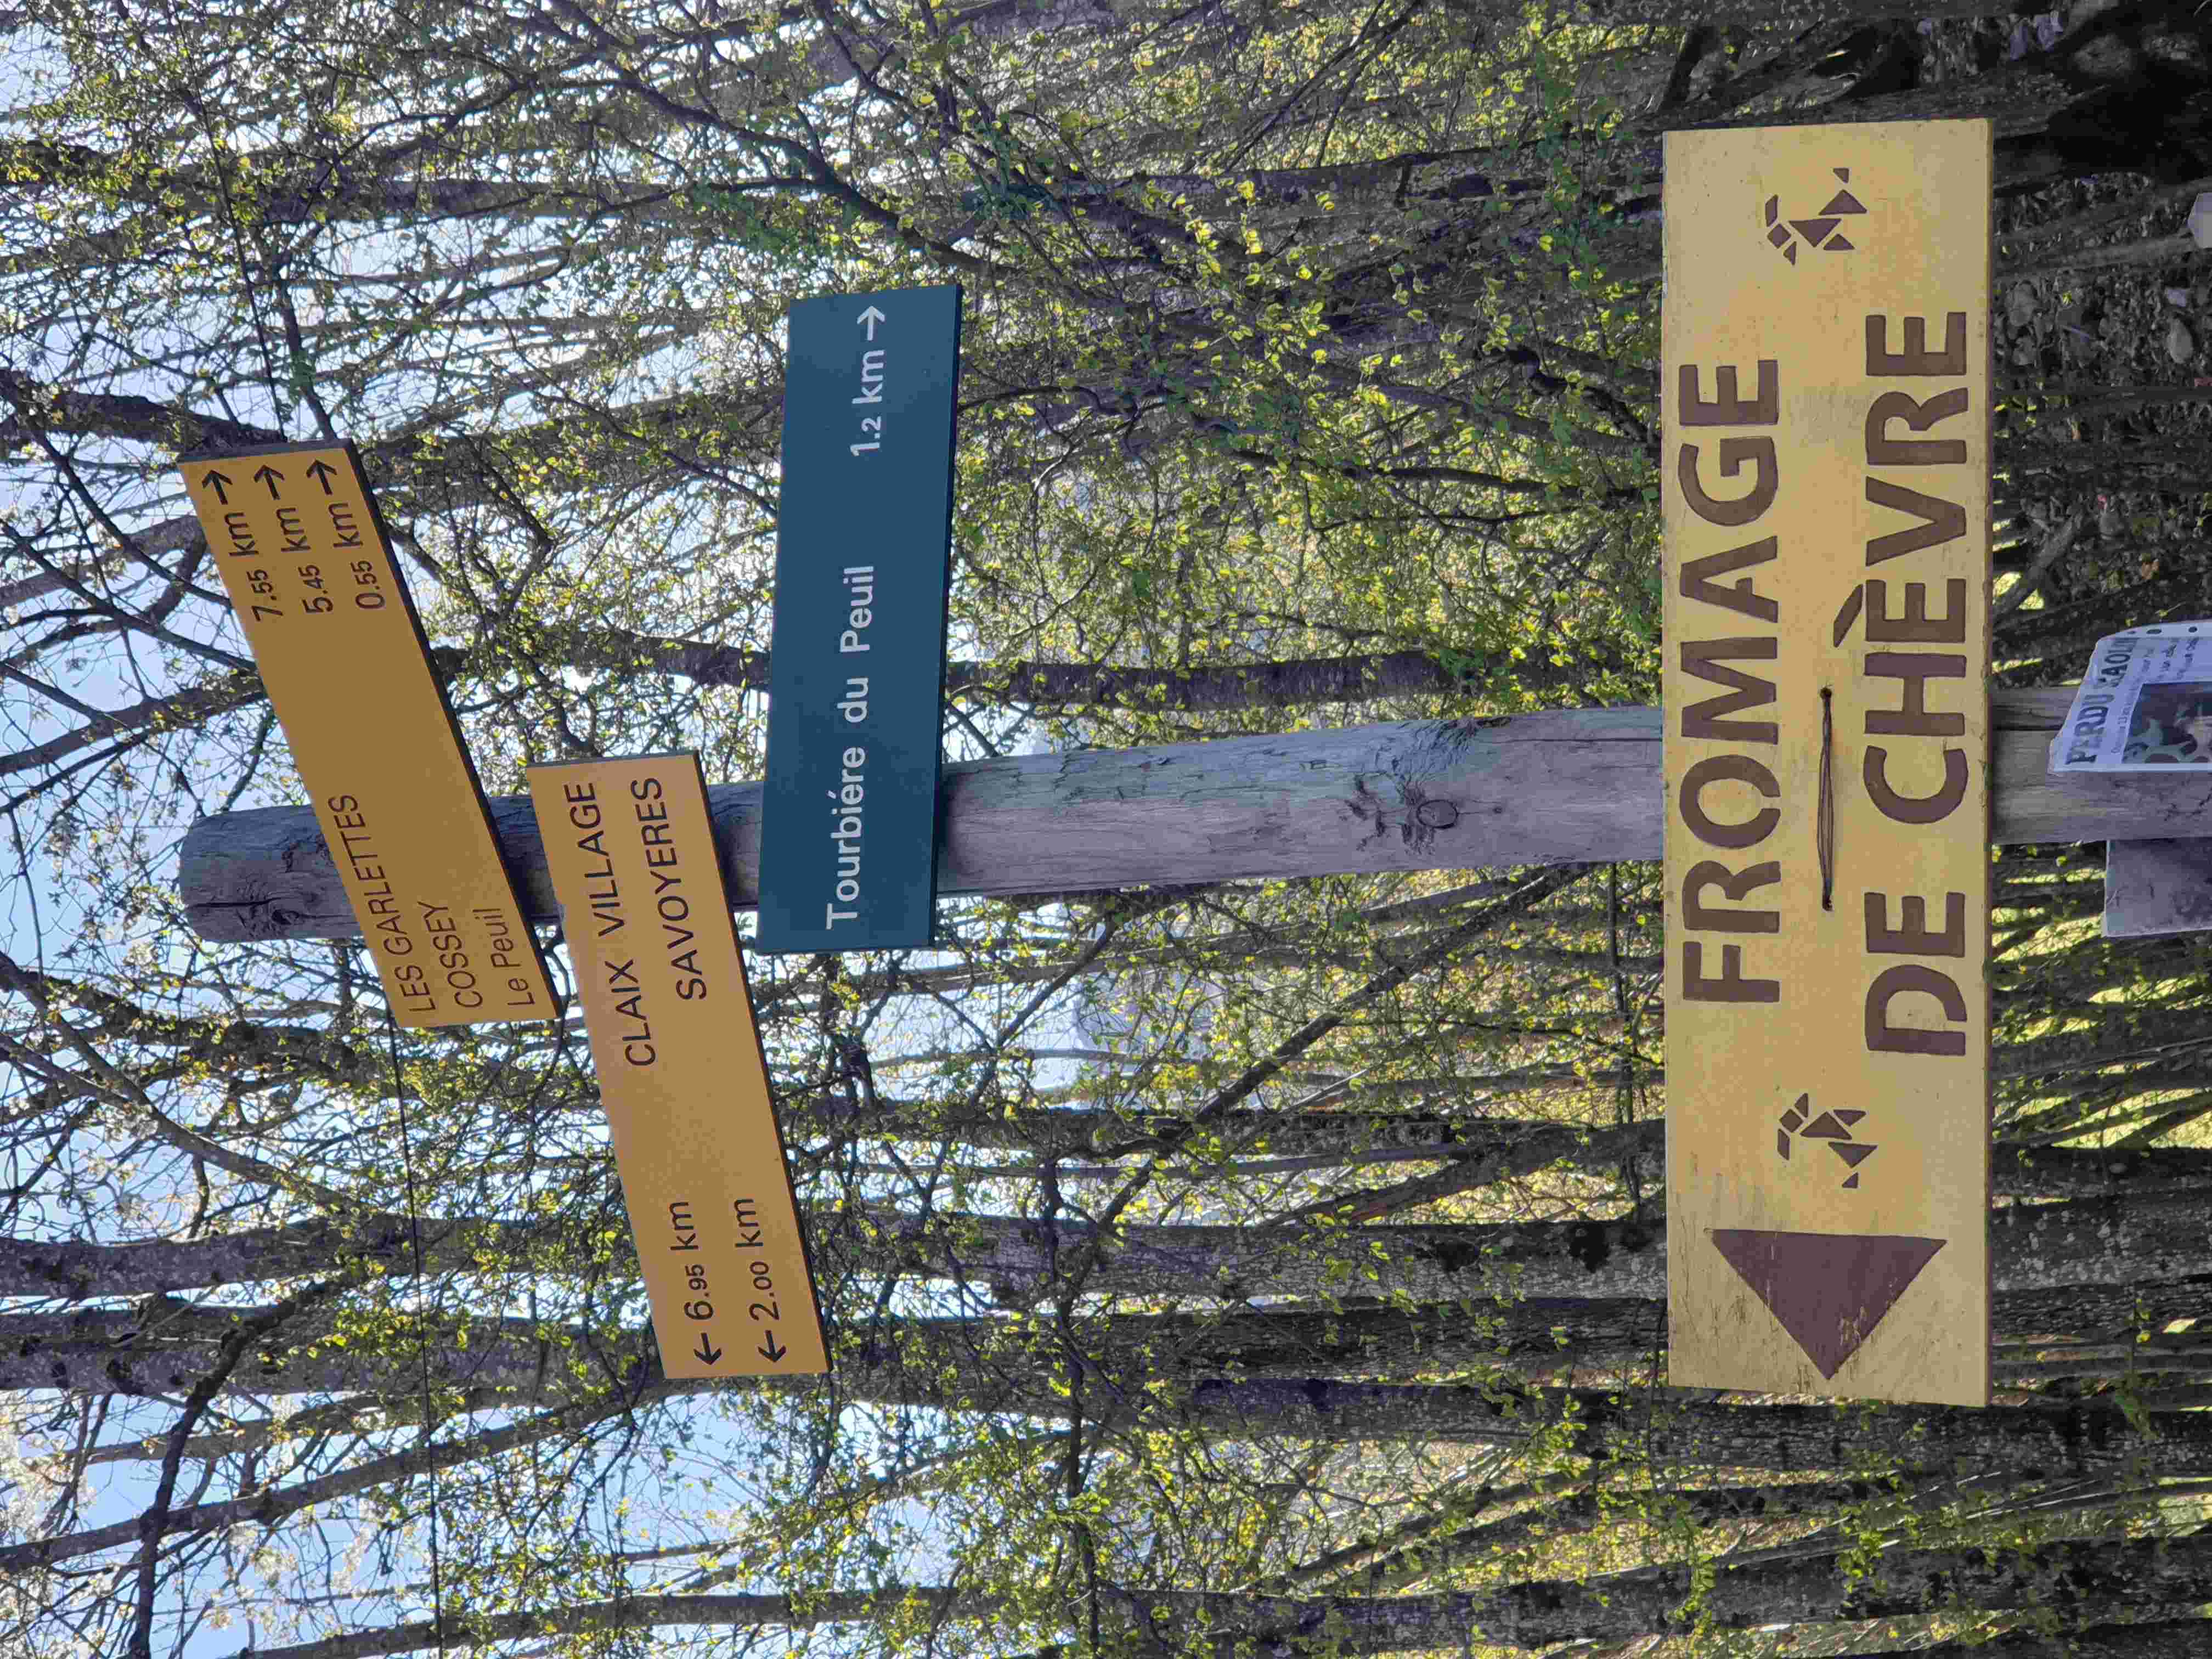 LES GARLETTES 7.55 km →
COSSEY 5.45 km →
Le Peuil 0.55 km →
← 6.95 km CLAIX VILLAGE
← 2.00 km SAVOYERES
Tourbiére du Peuil 1.2 km →
FROMAGE
DE CHÈVRE
PERDU